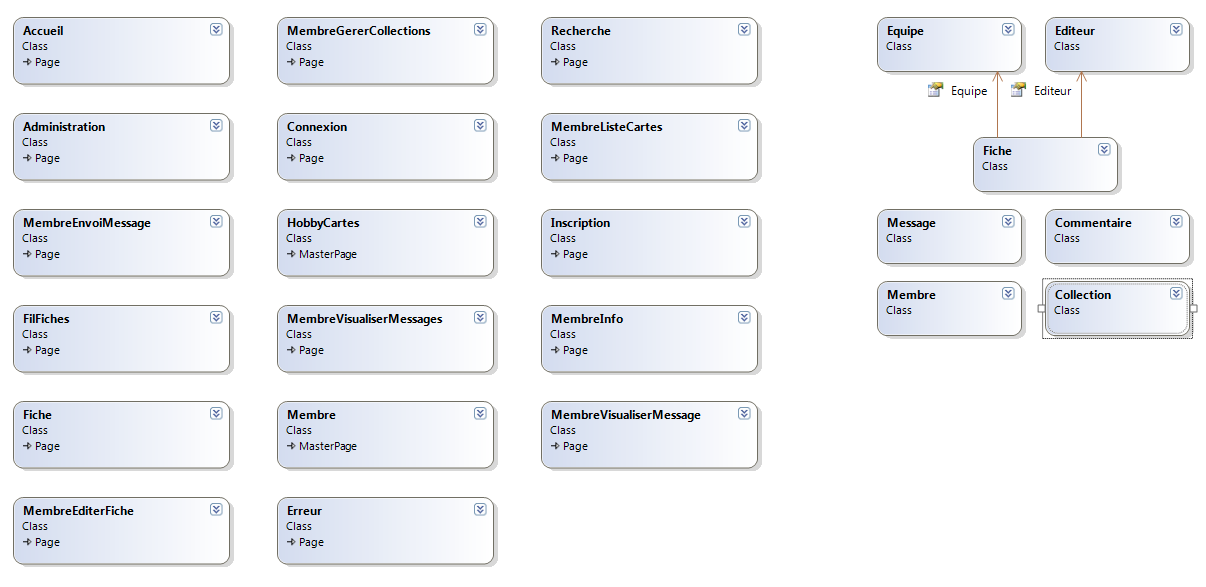 Accueil
Class
Page
MembreGererCollections
Class
Page
Recherche
Class
Page
Administration
Class
Page
Connexion
Class
Page
MembreListeCartes
Class
Page
MembreEnvoiMessage
Class
Page
HobbyCartes
Class
MasterPage
Inscription
Class
Page
FilFiches
Class
Page
MembreVisualiserMessages
Class
Page
MembreInfo
Class
Page
Fiche
Class
Page
Membre
Class
MasterPage
MembreVisualiserMessage
Class
Page
MembreEditerFiche
Class
Page
Erreur
Class
Page
Equipe
Class
Editeur
Class
Equipe
Editeur
Fiche
Class
Message
Class
Commentaire
Class
Membre
Class
Collection
Class